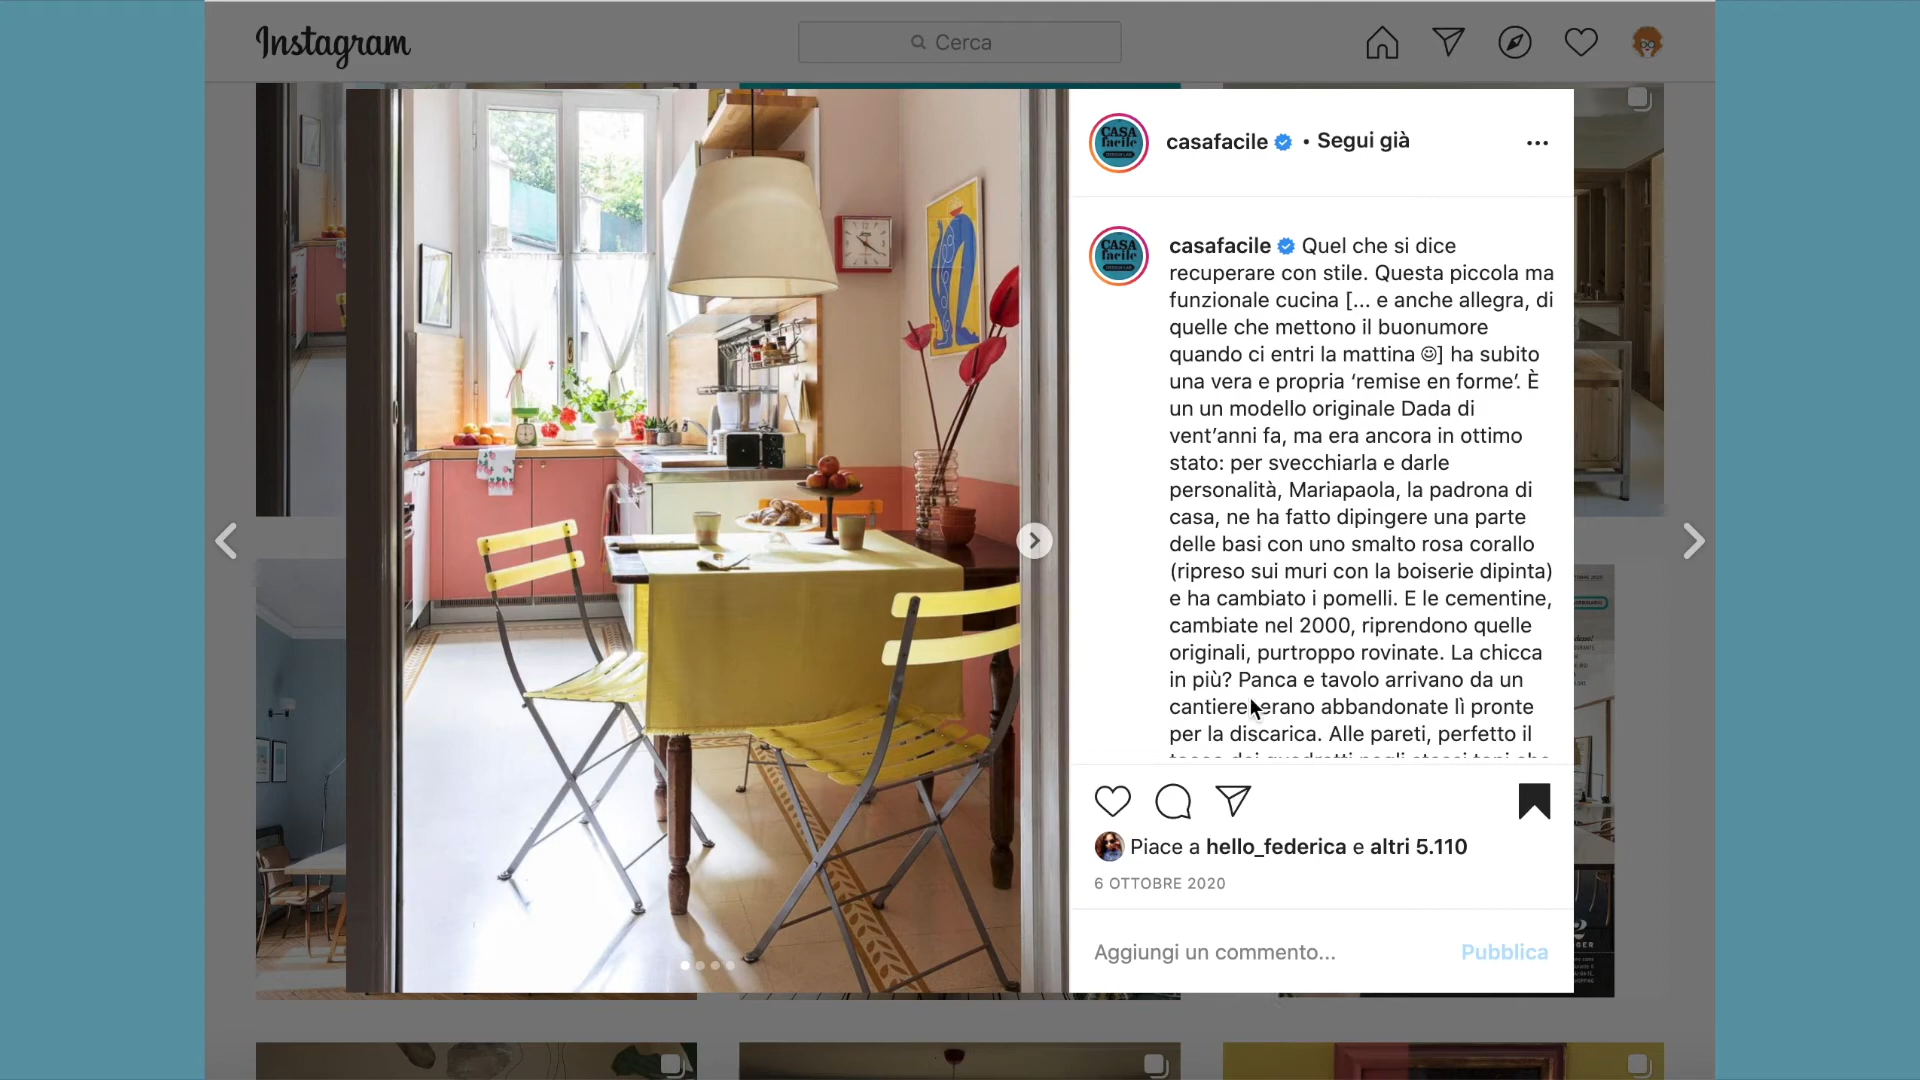 Instagram
Cerca
CASA
facile
casafacile • Segui già
CASA
facile
casafacile Quel che si dice
recuperare con stile. Questa piccola ma
funzionale cucina [... e anche allegra, di
quelle che mettono il buonumore
quando ci entri la mattina ☺] ha subito
una vera e propria ‘remise en forme’. È
un un modello originale Dada di
vent’anni fa, ma era ancora in ottimo
stato: per svecchiarla e darle
personalità, Mariapaola, la padrona di
casa, ne ha fatto dipingere una parte
delle basi con uno smalto rosa corallo
(ripreso sui muri con la boiserie dipinta)
e ha cambiato i pomelli. E le cementine,
cambiate nel 2000, riprendono quelle
originali, purtroppo rovinate. La chicca
in più? Panca e tavolo arrivano da un
cantiere erano abbandonate lì pronte
per la discarica. Alle pareti, perfetto il
Piace a hello_federica e altri 5.110
6 OTTOBRE 2020
Aggiungi un commento...
Pubblica